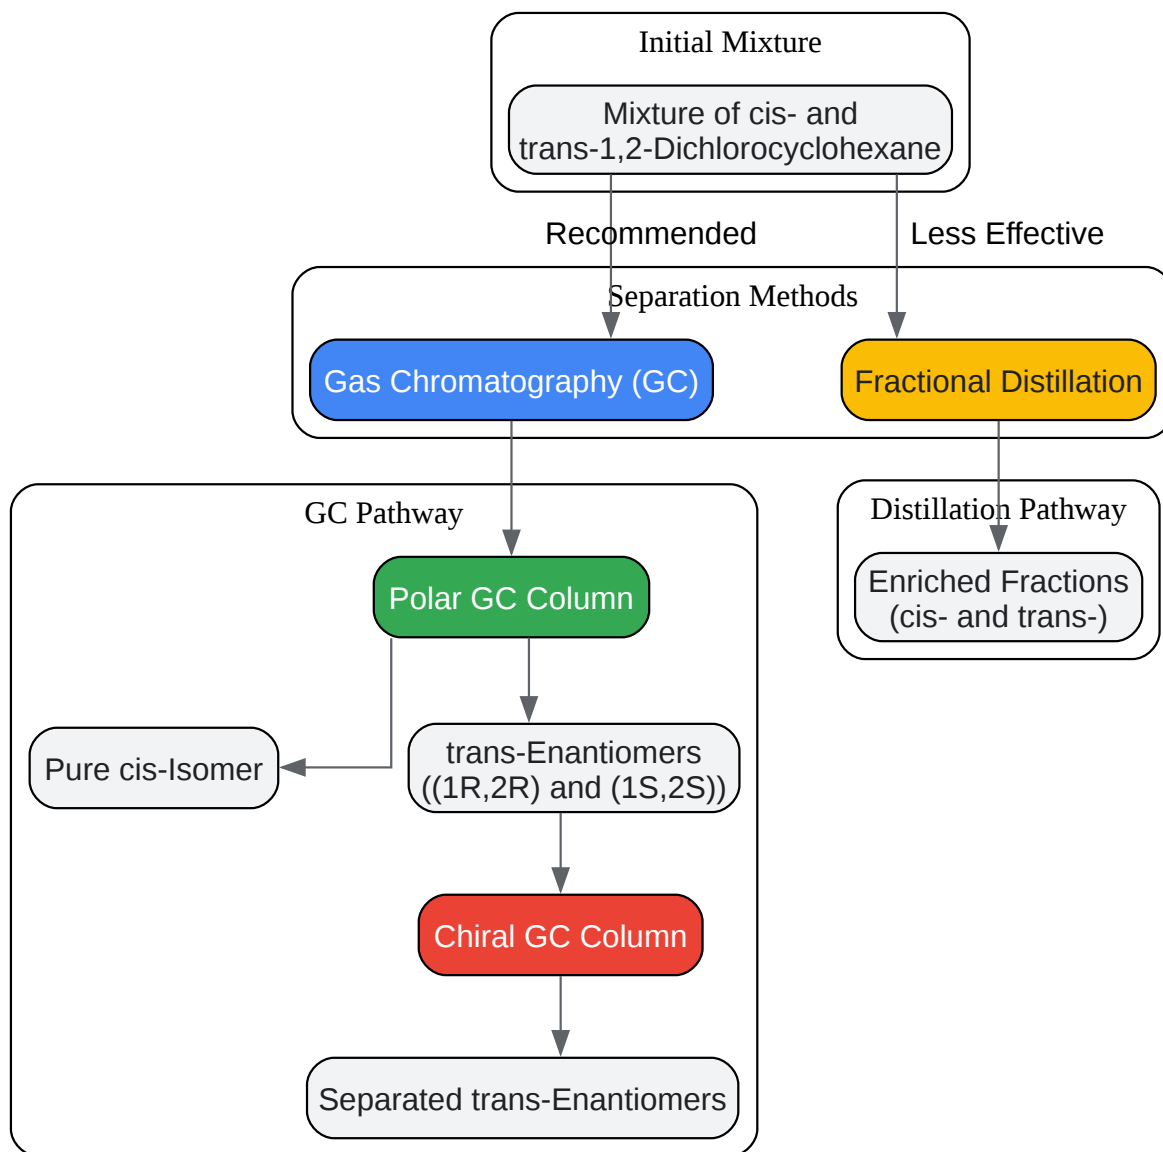 Initial Mixture
Mixture of cis- and
trans-1,2-Dichlorocyclohexane
Recommended
Less Effective
Separation Methods
Gas Chromatography (GC)
Fractional Distillation
GC Pathway
Distillation Pathway
Polar GC Column
Enriched Fractions
(cis- and trans-)
Pure cis-Isomer
trans-Enantiomers
((1R,2R) and (1S,2S))
Chiral GC Column
Separated trans-Enantiomers